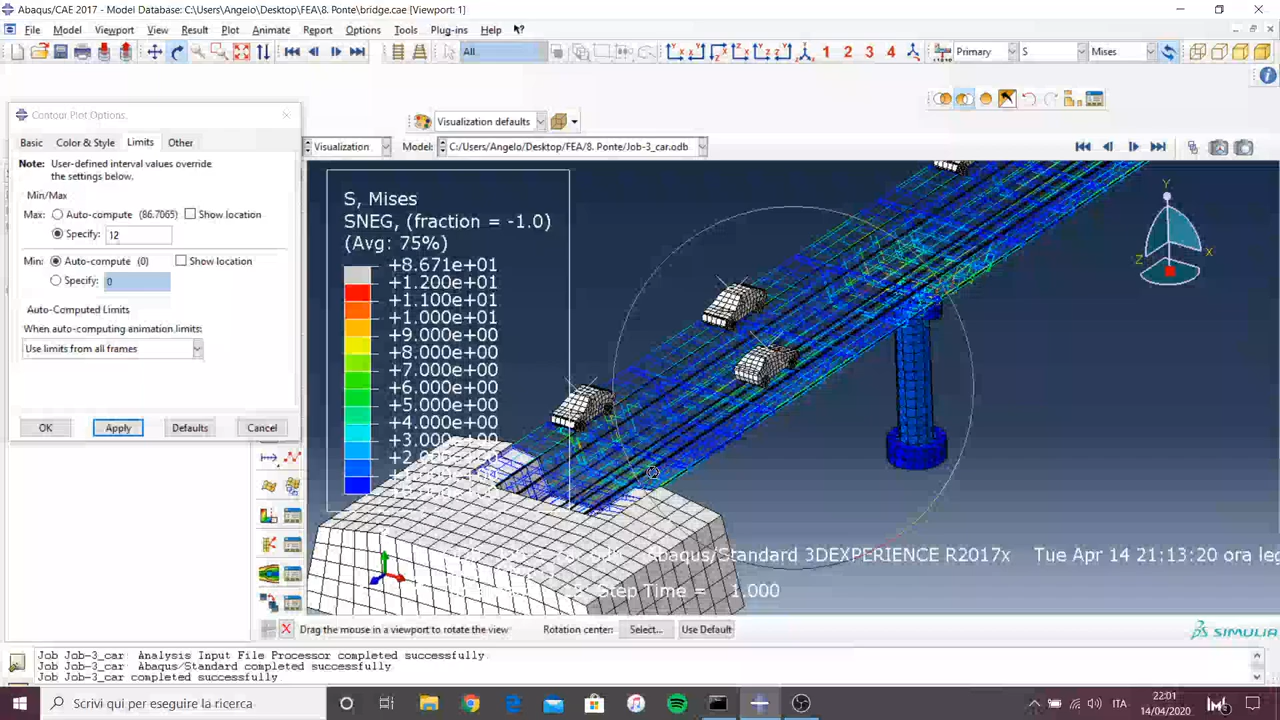 Abaqus/CAE 2017 - Model Database: C:\Users\Angelo\Desktop\FEA\8. Ponte\bridge.cae [Viewport: 1]
File Model Viewport View Result Plot Animate Report Options Tools Plug-ins Help
All
1 2 3 4
Primary S Mises
Contour Plot Options
Visualization defaults
Basic Color & Style Limits Other
Visualization Model: C:/Users/Angelo/Desktop/FEA/8. Ponte/Job-3_car.odb
Note: User-defined interval values override
the settings below.
Min/Max
Max: Auto-compute (86.7065) Show location
Specify: 12
Min: Auto-compute (0) Show location
Specify: 0
Auto-Computed Limits
When auto-computing animation limits:
Use limits from all frames
OK Apply Defaults Cancel
S, Mises
SNEG, (fraction = -1.0)
(Avg: 75%)
+8.671e+01
+1.200e+01
+1.100e+01
+1.000e+01
+9.000e+00
+8.000e+00
+7.000e+00
+6.000e+00
+5.000e+00
+4.000e+00
+3.000e+00
Y
X
Z
Abaqus/Standard 3DEXPERIENCE R2017x Tue Apr 14 21:13:20 ora leg
Step Time = 1.000
Drag the mouse in a viewport to rotate the view Rotation center: Select... Use Default
SIMULIA
Job Job-3_car: Analysis Input File Processor completed successfully.
Job Job-3_car: Abaqus/Standard completed successfully.
Job Job-3_car completed successfully.
Scrivi qui per eseguire la ricerca
ITA
22:01
14/04/2020